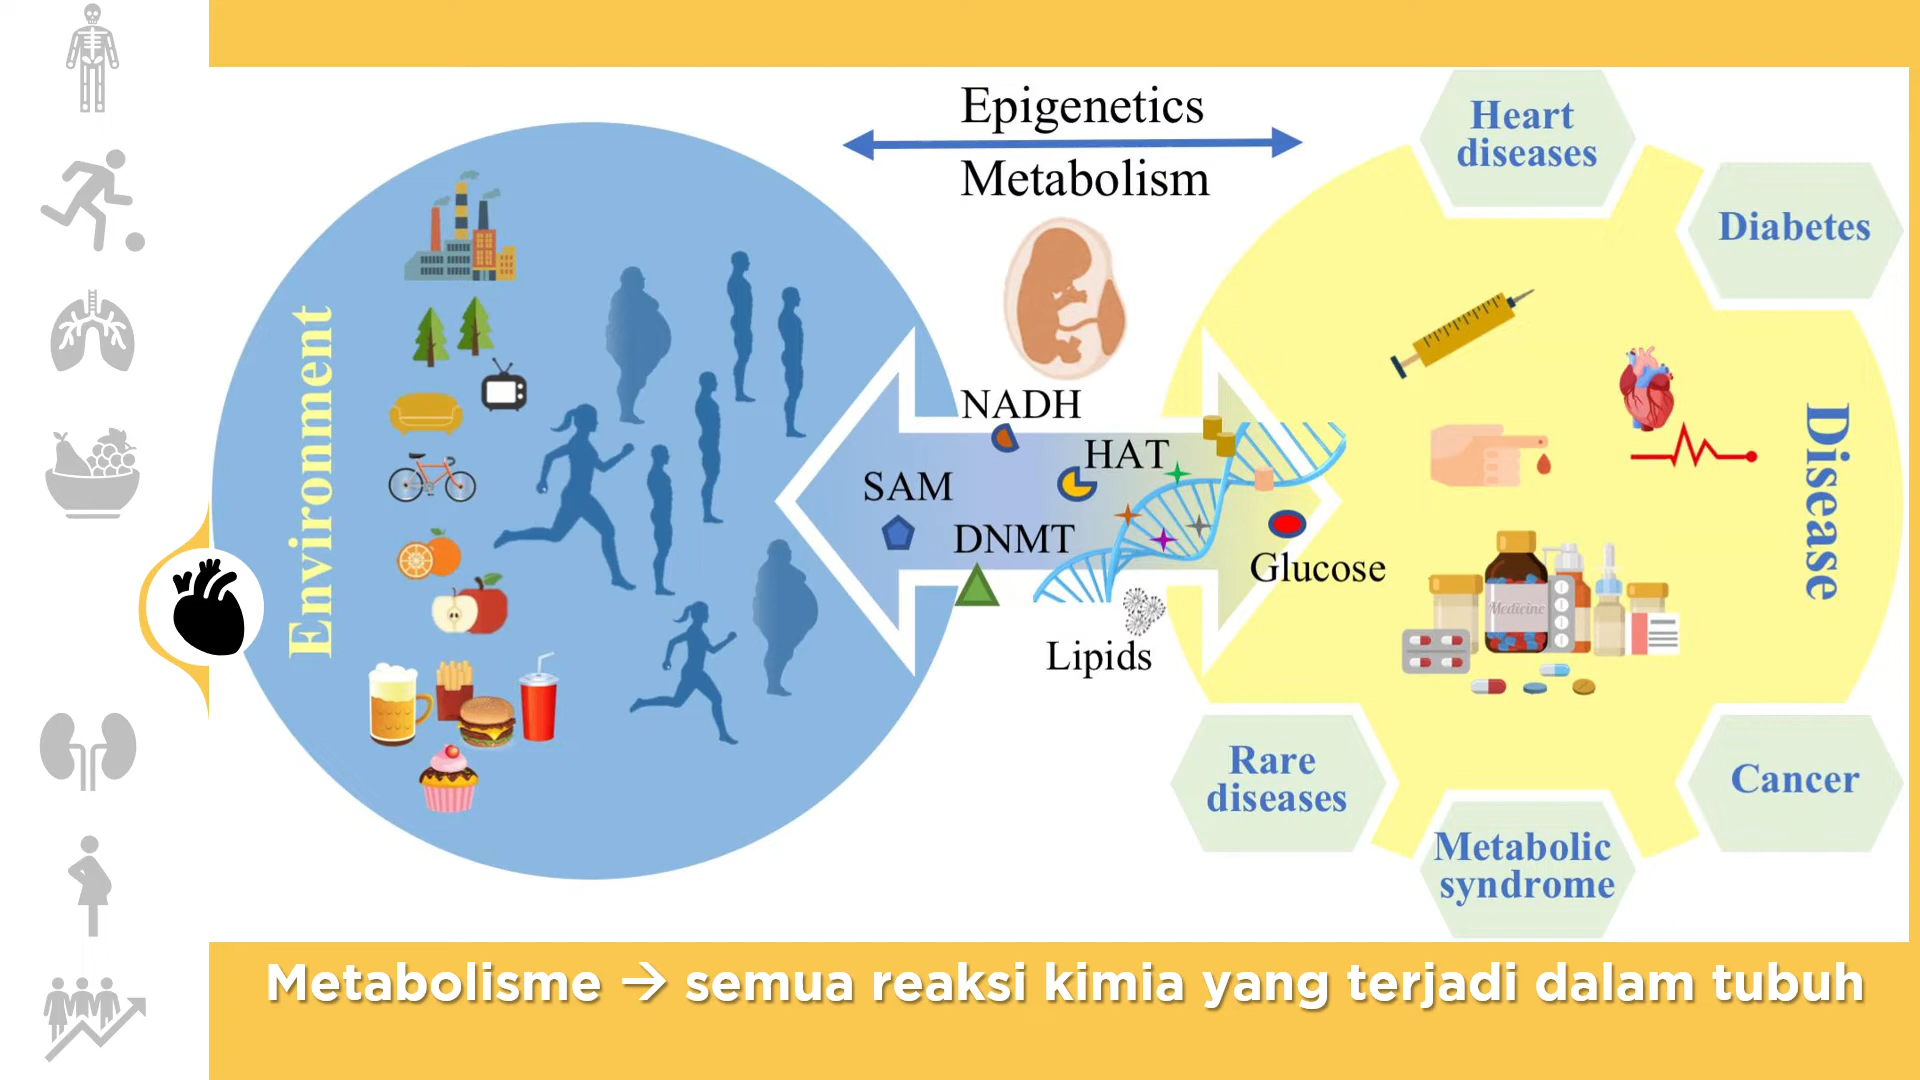 Epigenetics
Metabolism
Environment
NADH
HAT
SAM
DNMT
Glucose
Lipids
Heart
diseases
Diabetes
Disease
Medicine
Rare
diseases
Metabolic
syndrome
Cancer
Metabolisme → semua reaksi kimia yang terjadi dalam tubuh